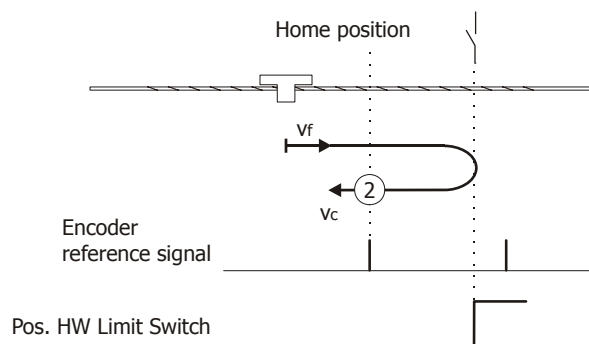 Home position
Vf
2
Vc
Encoder
reference signal
Pos. HW Limit Switch